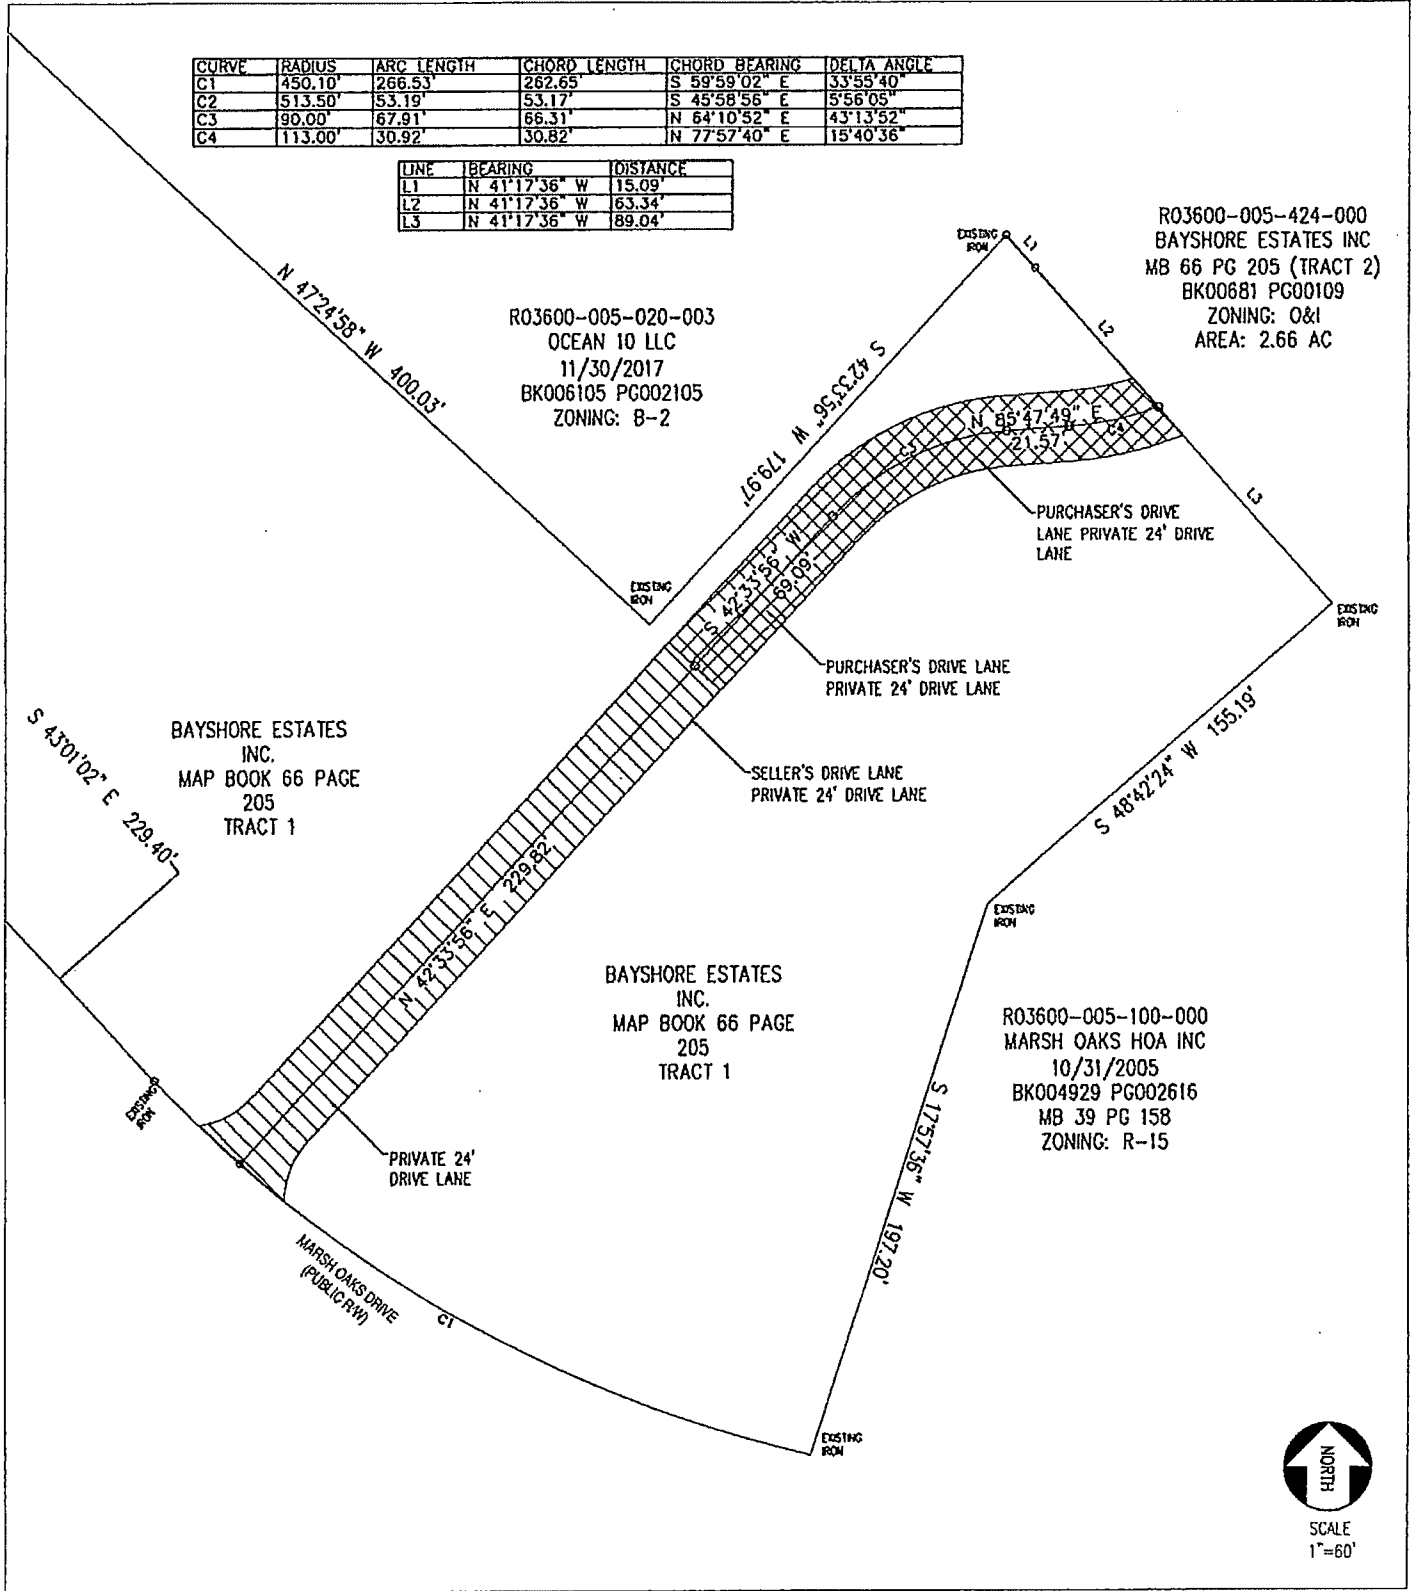 CURVE RADIUS ARC LENGTH CHORD LENGTH CHORD BEARING DELTA ANGLE
C1 450.10' 266.53' 262.65' S 59°59'02" E 33°55'40"
C2 513.50' 53.19' 53.17' S 45°58'56" E 5°56'05"
C3 90.00' 67.91' 66.31' N 64°10'52" E 43°13'52"
C4 113.00' 30.92' 30.82' N 77°57'40" E 15°40'36"
LINE BEARING DISTANCE
L1 N 41°17'36" W 15.09'
L2 N 41°17'36" W 63.34'
L3 N 41°17'36" W 89.04'
R03600-005-424-000
BAYSHORE ESTATES INC
MB 66 PG 205 (TRACT 2)
BK00681 PG00109
ZONING: O&I
AREA: 2.66 AC
EXISTING
IRON
L1
L2
N 47°24'58" W 400.03'
R03600-005-020-003
OCEAN 10 LLC
11/30/2017
BK006105 PG002105
ZONING: B-2
S 42°33'56" W 179.97'
N 85°47'49" E
21.57'
C3
C4
L3
PURCHASER'S DRIVE
LANE PRIVATE 24' DRIVE
LANE
S 42°33'56" W
69.09'
EXISTING
IRON
EXISTING
IRON
PURCHASER'S DRIVE LANE
PRIVATE 24' DRIVE LANE
S 48°42'24" W 155.19'
S 43°01'02" E 229.40'
BAYSHORE ESTATES
INC.
MAP BOOK 66 PAGE
205
TRACT 1
SELLER'S DRIVE LANE
PRIVATE 24' DRIVE LANE
N 42°33'56" E 229.82'
EXISTING
IRON
BAYSHORE ESTATES
INC.
MAP BOOK 66 PAGE
205
TRACT 1
R03600-005-100-000
MARSH OAKS HOA INC
10/31/2005
BK004929 PG002616
MB 39 PG 158
ZONING: R-15
EXISTING
IRON
S 17°57'36" W 197.20'
PRIVATE 24'
DRIVE LANE
MARSH OAKS DRIVE
(PUBLIC R/W)
C1
EXISTING
IRON
NORTH
SCALE
1"=60'